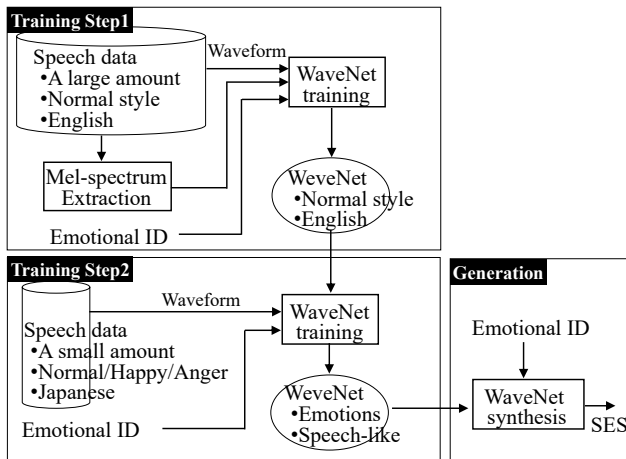 Training Step1
Speech data
•A large amount
•Normal style
•English
Waveform
WaveNet
training
Mel-spectrum
Extraction
Emotional ID
WeveNet
•Normal style
•English
Training Step2
Speech data
•A small amount
•Normal/Happy/Anger
•Japanese
Waveform
WaveNet
training
Emotional ID
WeveNet
•Emotions
•Speech-like
Generation
Emotional ID
WaveNet
synthesis
SES